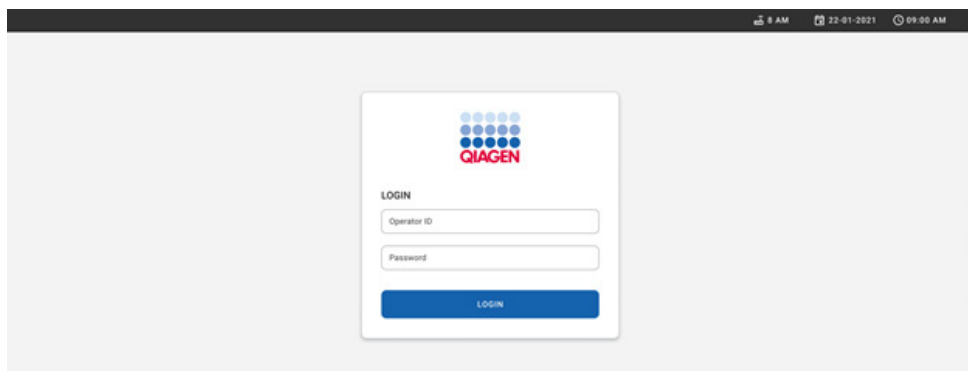 8 AM 22-01-2021 09:00 AM
QIAGEN
LOGIN
Operator ID
Password
LOGIN